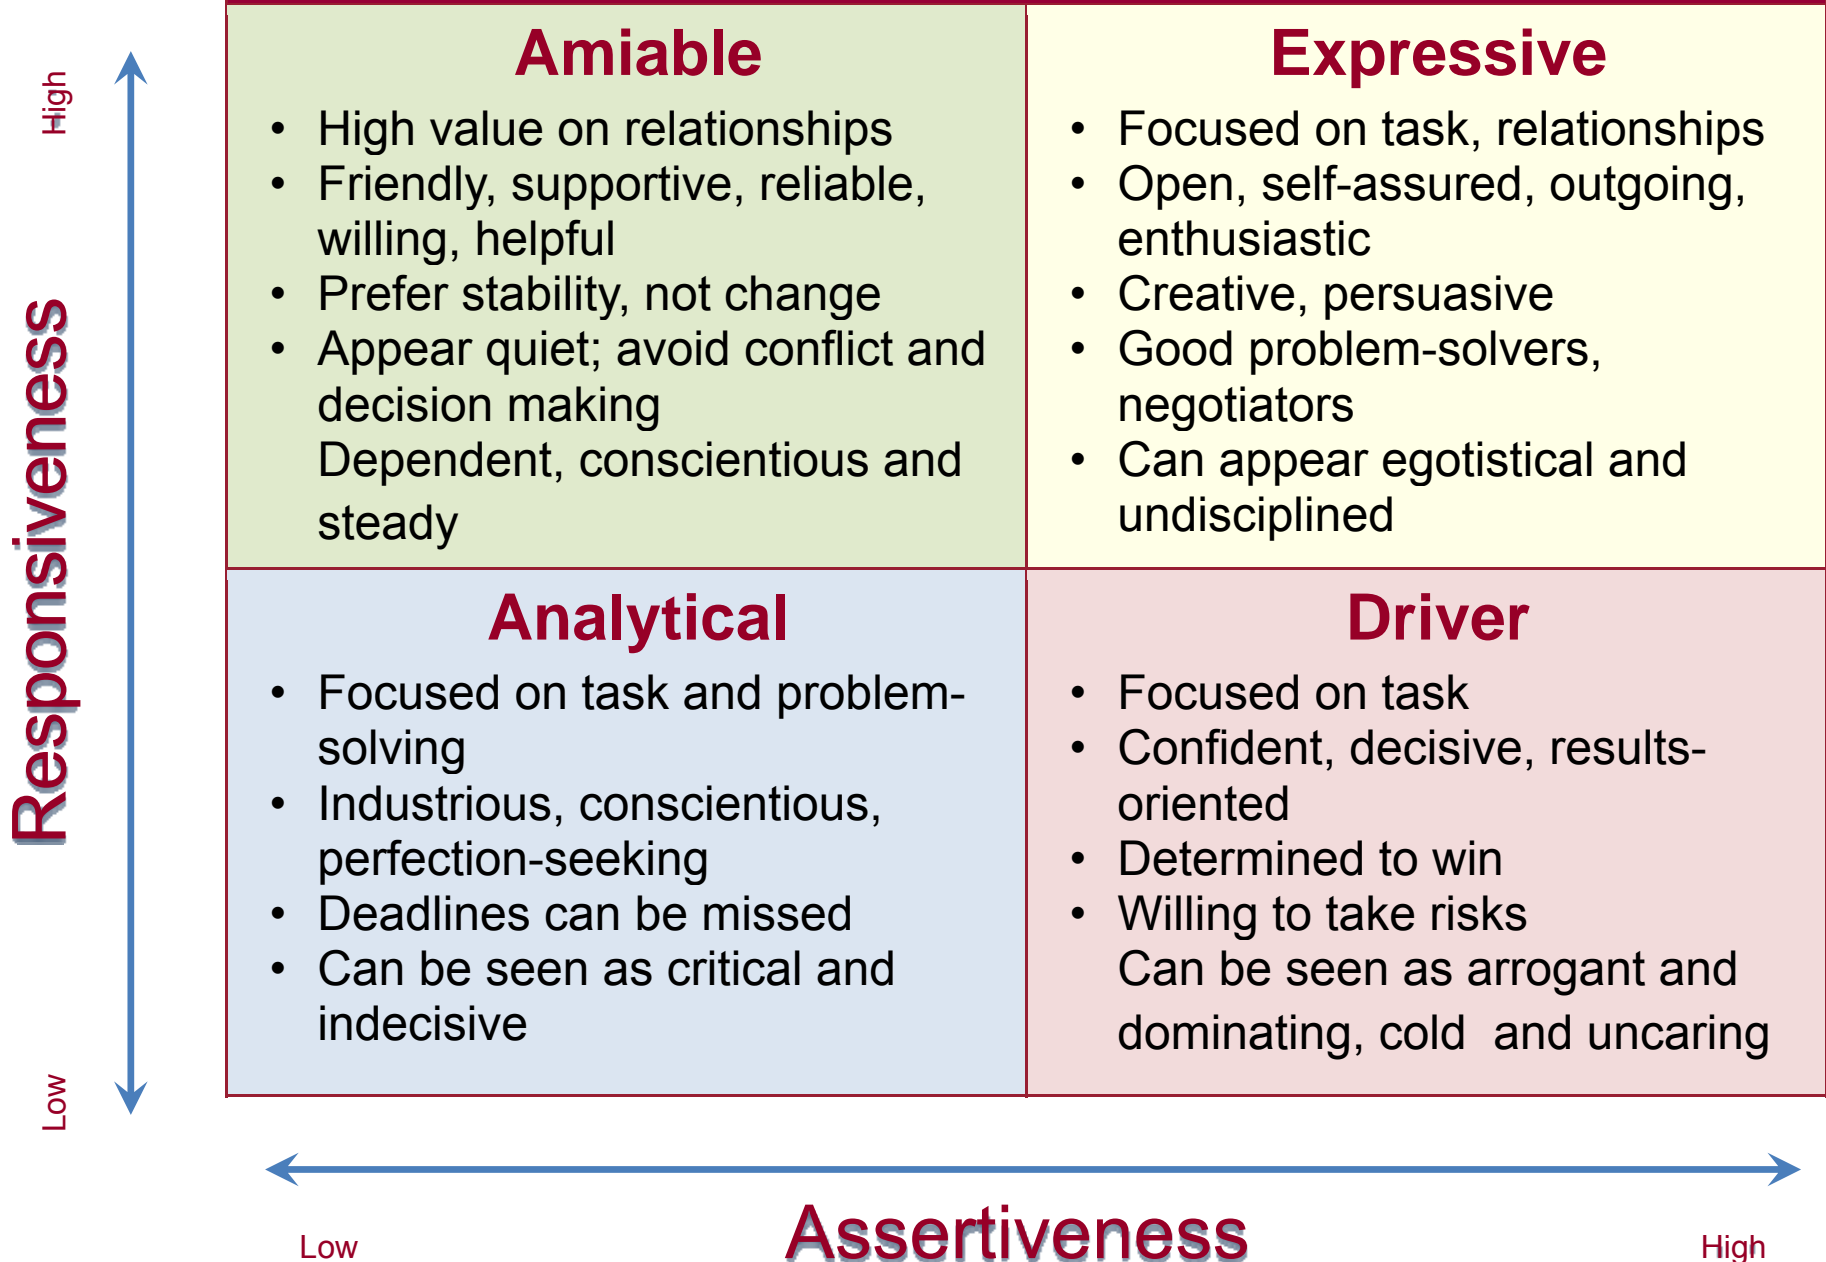 High
Responsiveness
Low
Amiable
• High value on relationships
• Friendly, supportive, reliable,
willing, helpful
• Prefer stability, not change
• Appear quiet; avoid conflict and
decision making
Dependent, conscientious and
steady
Expressive
• Focused on task, relationships
• Open, self-assured, outgoing,
enthusiastic
• Creative, persuasive
• Good problem-solvers,
negotiators
• Can appear egotistical and
undisciplined
Analytical
• Focused on task and problem-
solving
• Industrious, conscientious,
perfection-seeking
• Deadlines can be missed
• Can be seen as critical and
indecisive
Driver
• Focused on task
• Confident, decisive, results-
oriented
• Determined to win
• Willing to take risks
Can be seen as arrogant and
dominating, cold  and uncaring
Low
Assertiveness
High